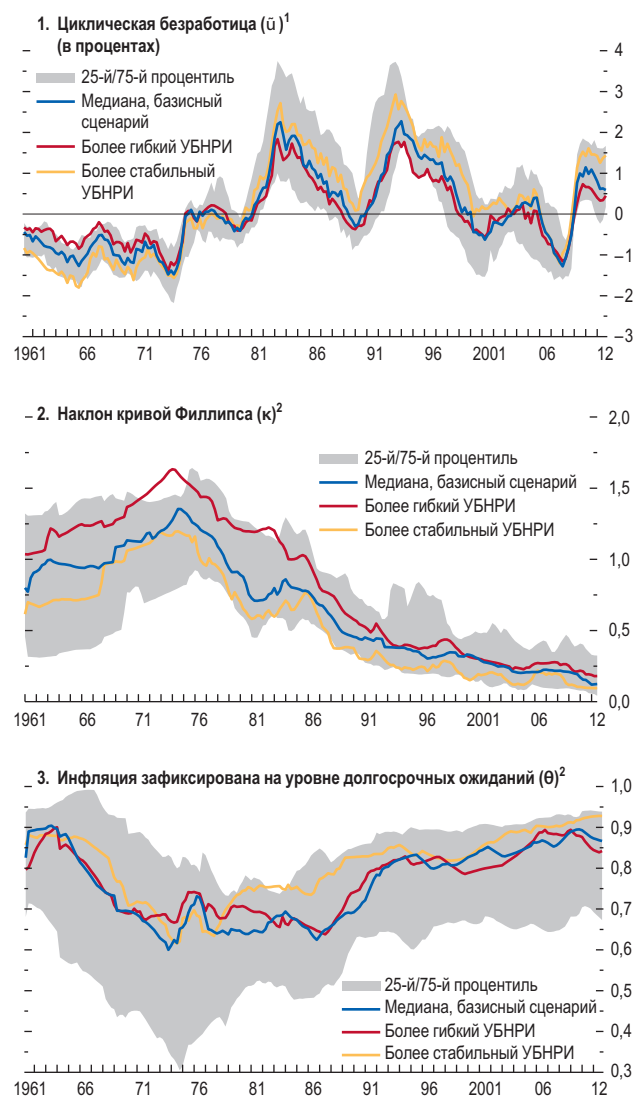 1. Циклическая безработица (ũ)¹
(в процентах)
25-й/75-й процентиль
Медиана, базисный
сценарий
Более гибкий УБНРИ
Более стабильный
УБНРИ
4
3
2
1
0
–1
–2
–3
1961 66 71 76 81 86 91 96 2001 06 12
2. Наклон кривой Филлипса (κ)²
25-й/75-й процентиль
Медиана, базисный сценарий
Более гибкий УБНРИ
Более стабильный УБНРИ
2,0
1,5
1,0
0,5
0,0
1961 66 71 76 81 86 91 96 2001 06 12
3. Инфляция зафиксирована на уровне долгосрочных ожиданий (θ)²
25-й/75-й процентиль
Медиана, базисный сценарий
Более гибкий УБНРИ
Более стабильный УБНРИ
1,0
0,9
0,8
0,7
0,6
0,5
0,4
0,3
1961 66 71 76 81 86 91 96 2001 06 12